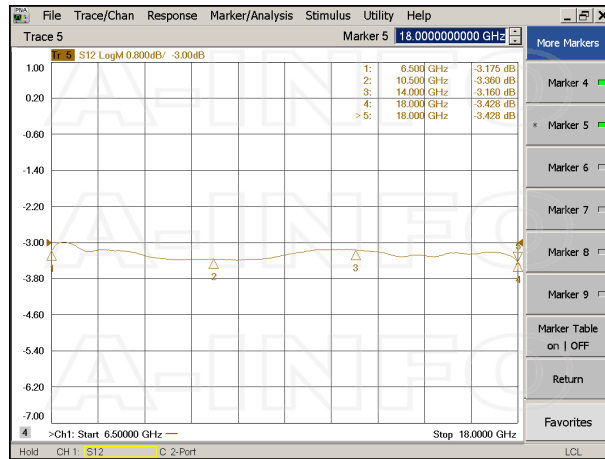 PNA File Trace/Chan Response Marker/Analysis Stimulus Utility Help
Trace 5 Marker 5 18.0000000000 GHz
Tr 5 S12 LogM 0.800dB/ -3.00dB
1: 6.500 GHz -3.175 dB
2: 10.500 GHz -3.360 dB
3: 14.000 GHz -3.160 dB
4: 18.000 GHz -3.428 dB
> 5: 18.000 GHz -3.428 dB
1.00
0.20
-0.60
-1.40
-2.20
-3.00
-3.80
-4.60
-5.40
-6.20
-7.00
1
2
3
5
4
A-INFO
A-INFO
A-INFO
4 >Ch1: Start 6.50000 GHz Stop 18.0000 GHz
Hold CH 1: S12 C 2-Port LCL
More Markers
Marker 4
* Marker 5
Marker 6
Marker 7
Marker 8
Marker 9
Marker Table
on | OFF
Return
Favorites